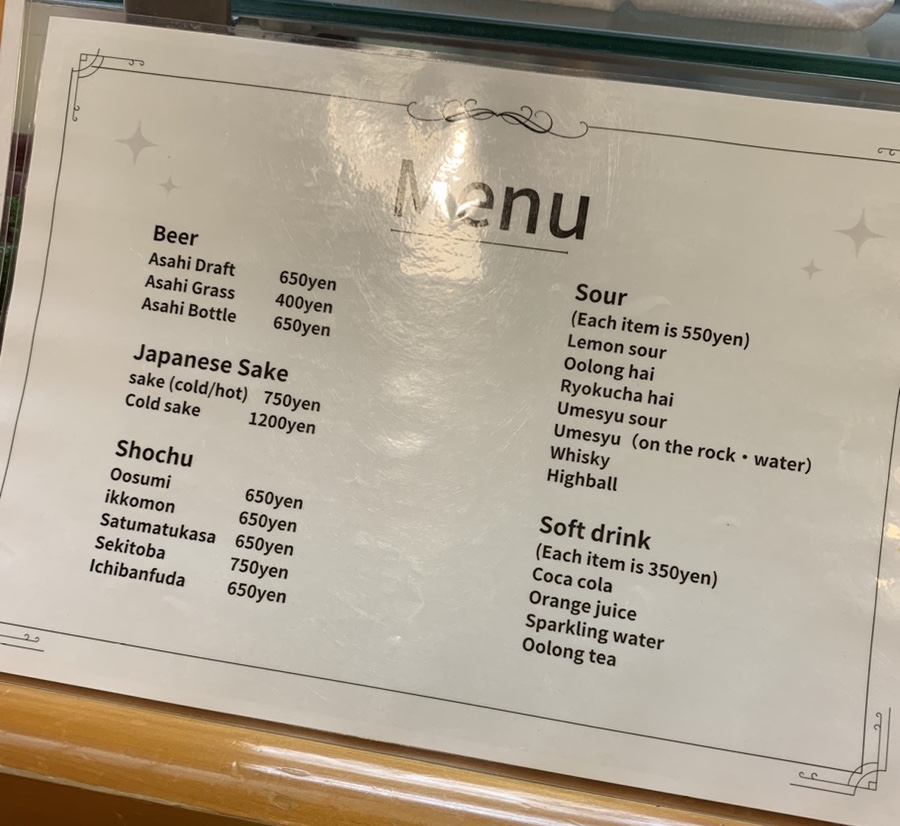 Menu
Beer
Asahi Draft 650yen
Asahi Grass 400yen
Asahi Bottle 650yen
Japanese Sake
sake (cold/hot) 750yen
Cold sake 1200yen
Shochu
Oosumi 650yen
ikkomon 650yen
Satumatukasa 650yen
Sekitoba 750yen
Ichibanfuda 650yen
Sour
(Each item is 550yen)
Lemon sour
Oolong hai
Ryokucha hai
Umesyu sour
Umesyu（on the rock・water）
Whisky
Highball
Soft drink
(Each item is 350yen)
Coca cola
Orange juice
Sparkling water
Oolong tea